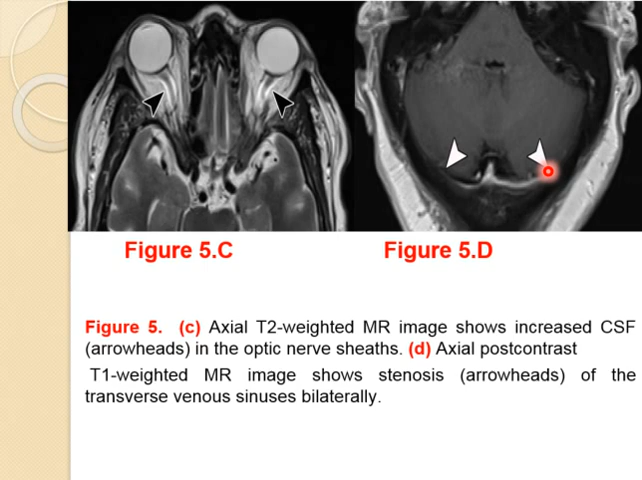 Figure 5.C
Figure 5.D
Figure 5. (c) Axial T2-weighted MR image shows increased CSF
(arrowheads) in the optic nerve sheaths. (d) Axial postcontrast
T1-weighted MR image shows stenosis (arrowheads) of the
transverse venous sinuses bilaterally.